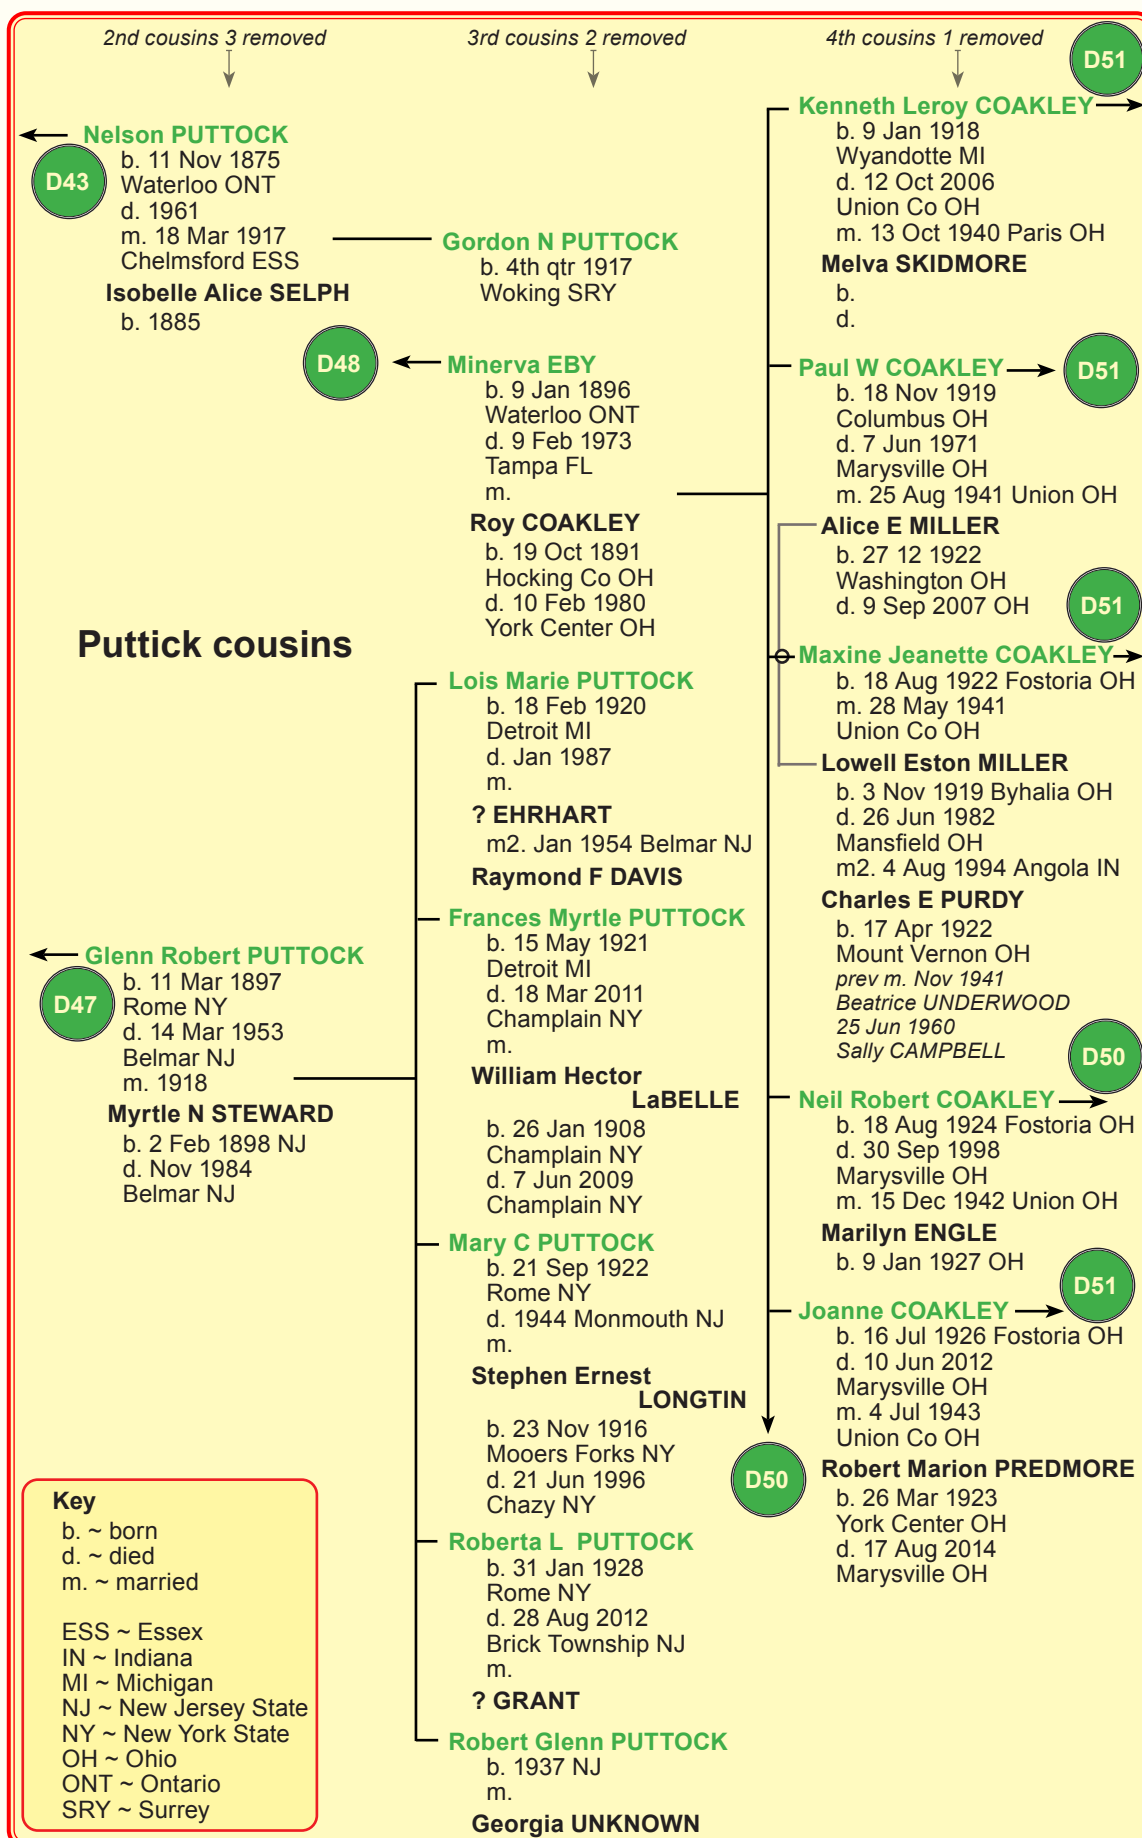 2nd cousins 3 removed
3rd cousins 2 removed
4th cousins 1 removed
D51
Nelson PUTTOCK
D43
b. 11 Nov 1875
Waterloo ONT
d. 1961
m. 18 Mar 1917
Chelmsford ESS
Isobelle Alice SELPH
b. 1885
Puttick cousins
Glenn Robert PUTTOCK
D47
b. 11 Mar 1897
Rome NY
d. 14 Mar 1953
Belmar NJ
m. 1918
Myrtle N STEWARD
b. 2 Feb 1898 NJ
d. Nov 1984
Belmar NJ
Key
b. ~ born
d. ~ died
m. ~ married
ESS ~ Essex
IN ~ Indiana
MI ~ Michigan
NJ ~ New Jersey State
NY ~ New York State
OH ~ Ohio
ONT ~ Ontario
SRY ~ Surrey
Gordon N PUTTOCK
b. 4th qtr 1917
Woking SRY
D48
Minerva EBY
b. 9 Jan 1896
Waterloo ONT
d. 9 Feb 1973
Tampa FL
m.
Roy COAKLEY
b. 19 Oct 1891
Hocking Co OH
d. 10 Feb 1980
York Center OH
Lois Marie PUTTOCK
b. 18 Feb 1920
Detroit MI
d. Jan 1987
m.
? EHRHART
m2. Jan 1954 Belmar NJ
Raymond F DAVIS
Frances Myrtle PUTTOCK
b. 15 May 1921
Detroit MI
d. 18 Mar 2011
Champlain NY
m.
William Hector
LaBELLE
b. 26 Jan 1908
Champlain NY
d. 7 Jun 2009
Champlain NY
Mary C PUTTOCK
b. 21 Sep 1922
Rome NY
d. 1944 Monmouth NJ
m.
Stephen Ernest
LONGTIN
b. 23 Nov 1916
Mooers Forks NY
d. 21 Jun 1996
Chazy NY
Roberta L PUTTOCK
b. 31 Jan 1928
Rome NY
d. 28 Aug 2012
Brick Township NJ
m.
? GRANT
Robert Glenn PUTTOCK
b. 1937 NJ
m.
Georgia UNKNOWN
Kenneth Leroy COAKLEY
b. 9 Jan 1918
Wyandotte MI
d. 12 Oct 2006
Union Co OH
m. 13 Oct 1940 Paris OH
Melva SKIDMORE
b.
d.
Paul W COAKLEY
D51
b. 18 Nov 1919
Columbus OH
d. 7 Jun 1971
Marysville OH
m. 25 Aug 1941 Union OH
Alice E MILLER
b. 27 12 1922
Washington OH
d. 9 Sep 2007 OH
D51
Maxine Jeanette COAKLEY
b. 18 Aug 1922 Fostoria OH
m. 28 May 1941
Union Co OH
Lowell Eston MILLER
b. 3 Nov 1919 Byhalia OH
d. 26 Jun 1982
Mansfield OH
m2. 4 Aug 1994 Angola IN
Charles E PURDY
b. 17 Apr 1922
Mount Vernon OH
prev m. Nov 1941
Beatrice UNDERWOOD
25 Jun 1960
Sally CAMPBELL
D50
Neil Robert COAKLEY
b. 18 Aug 1924 Fostoria OH
d. 30 Sep 1998
Marysville OH
m. 15 Dec 1942 Union OH
Marilyn ENGLE
b. 9 Jan 1927 OH
D51
Joanne COAKLEY
b. 16 Jul 1926 Fostoria OH
d. 10 Jun 2012
Marysville OH
m. 4 Jul 1943
Union Co OH
Robert Marion PREDMORE
b. 26 Mar 1923
York Center OH
d. 17 Aug 2014
Marysville OH
D50